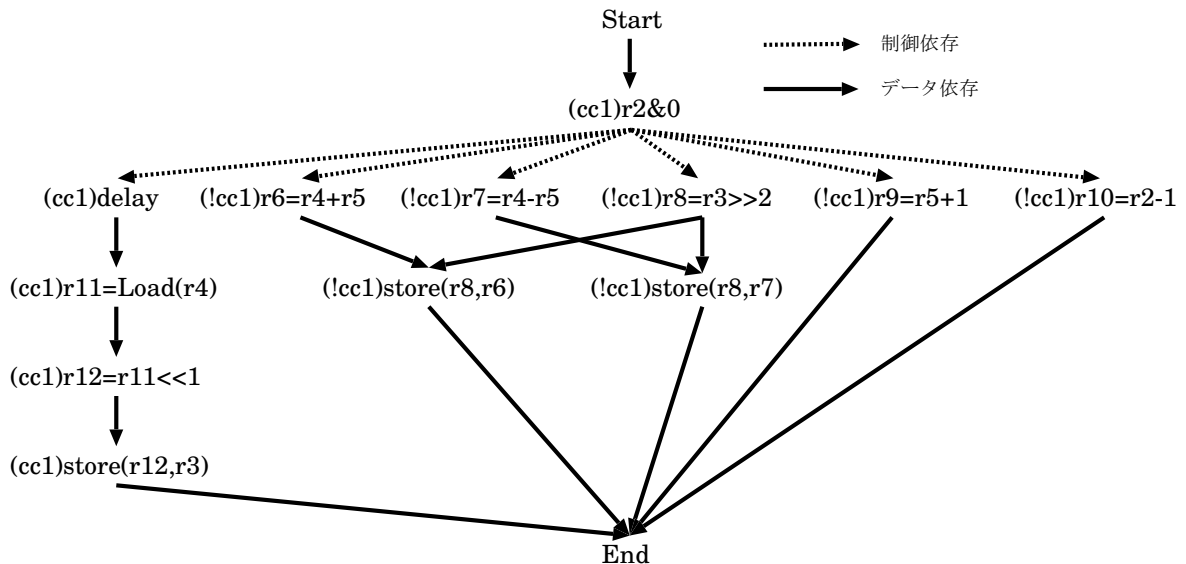 Start
制御依存
データ依存
(cc1)r2&0
(cc1)delay
(!cc1)r6=r4+r5
(!cc1)r7=r4-r5
(!cc1)r8=r3>>2
(!cc1)r9=r5+1
(!cc1)r10=r2-1
(cc1)r11=Load(r4)
(!cc1)store(r8,r6)
(!cc1)store(r8,r7)
(cc1)r12=r11<<1
(cc1)store(r12,r3)
End